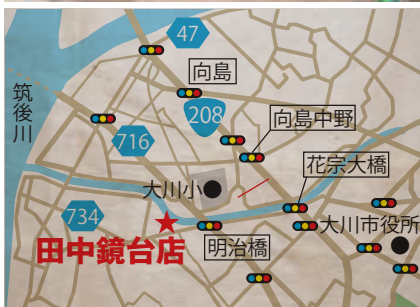 47
向島
筑後川
208
716
向島中野
花宗大橋
大川小
734
大川市役所
田中鏡台店
明治橋